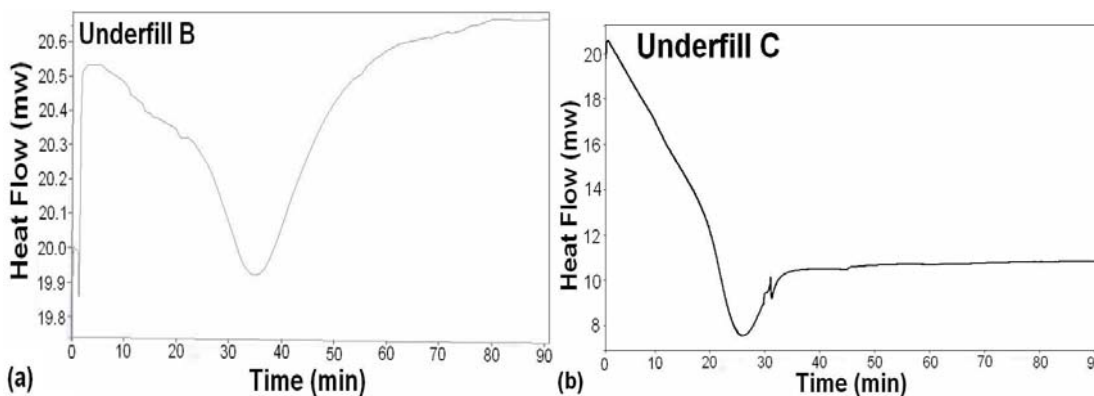 Underfill B
Heat Flow (mw)
20.6
20.5
20.4
20.3
20.2
20.1
20.0
19.9
19.8
0 10 20 30 40 50 60 70 80 90
Time (min)
(a)
Underfill C
Heat Flow (mw)
20
18
16
14
12
10
8
0 10 20 30 40 50 60 70 80 90
Time (min)
(b)